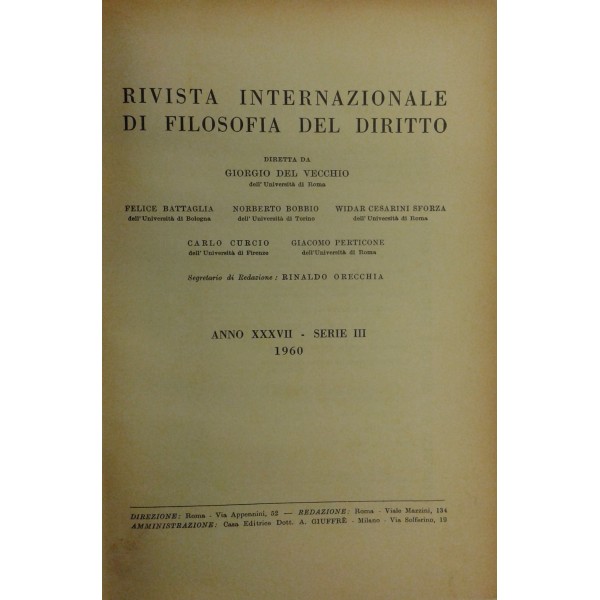 RIVISTA INTERNAZIONALE
DI FILOSOFIA DEL DIRITTO
DIRETTA DA
GIORGIO DEL VECCHIO
dell'Università di Roma
FELICE BATTAGLIA NORBERTO BOBBIO WIDAR CESARINI SFORZA
dell'Università di Bologna dell'Università di Torino dell'Università di Roma
CARLO CURCIO GIACOMO PERTICONE
dell'Università di Firenze dell'Università di Roma
Segretario di Redazione: RINALDO ORECCHIA
ANNO XXXVII - SERIE III
1960
DIREZIONE: Roma - Via Appennini, 52 — REDAZIONE: Roma - Viale Mazzini, 134
AMMINISTRAZIONE: Casa Editrice Dott. A. GIUFFRÈ - Milano - Via Solferino, 19